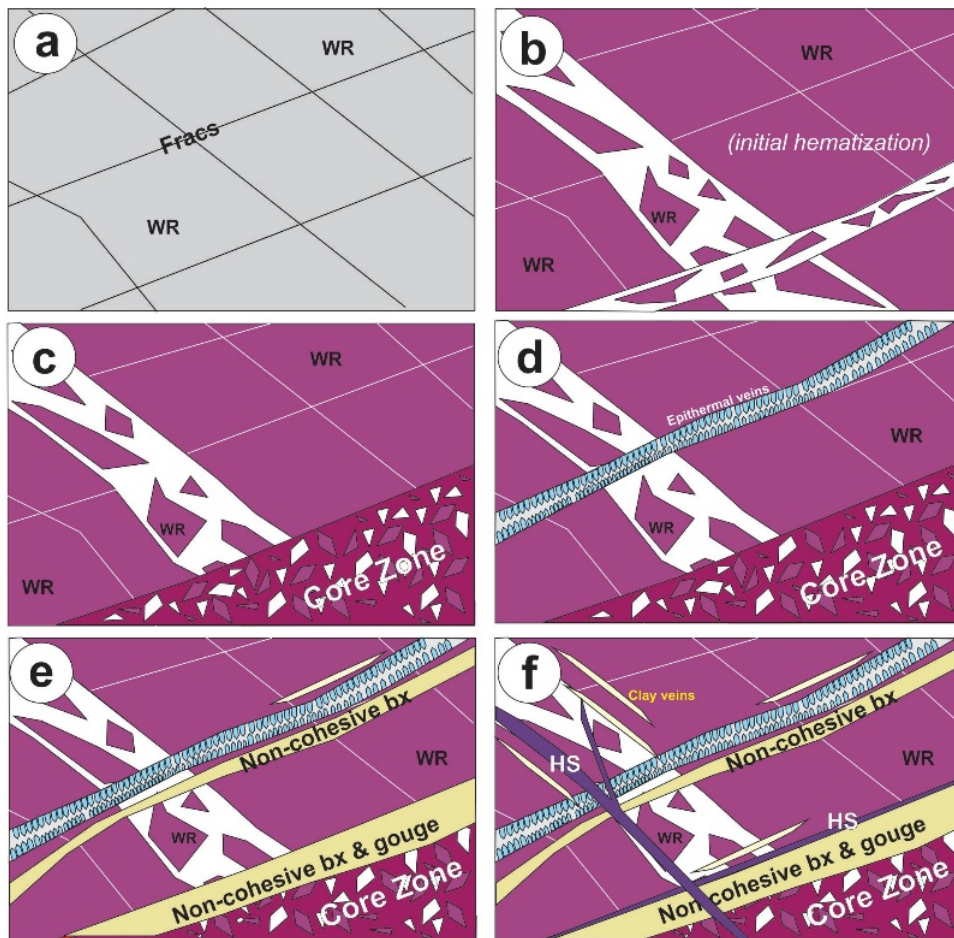 a
WR
Fracs
WR
b
WR
(initial hematization)
WR
WR
c
WR
WR
WR
Core Zone
d
Epithermal veins
WR
WR
Core Zone
e
Non-cohesive bx
WR
WR
Non-cohesive bx & gouge
Core Zone
f
Clay veins
Non-cohesive bx
HS
WR
HS
WR
Non-cohesive bx & gouge
Core Zone